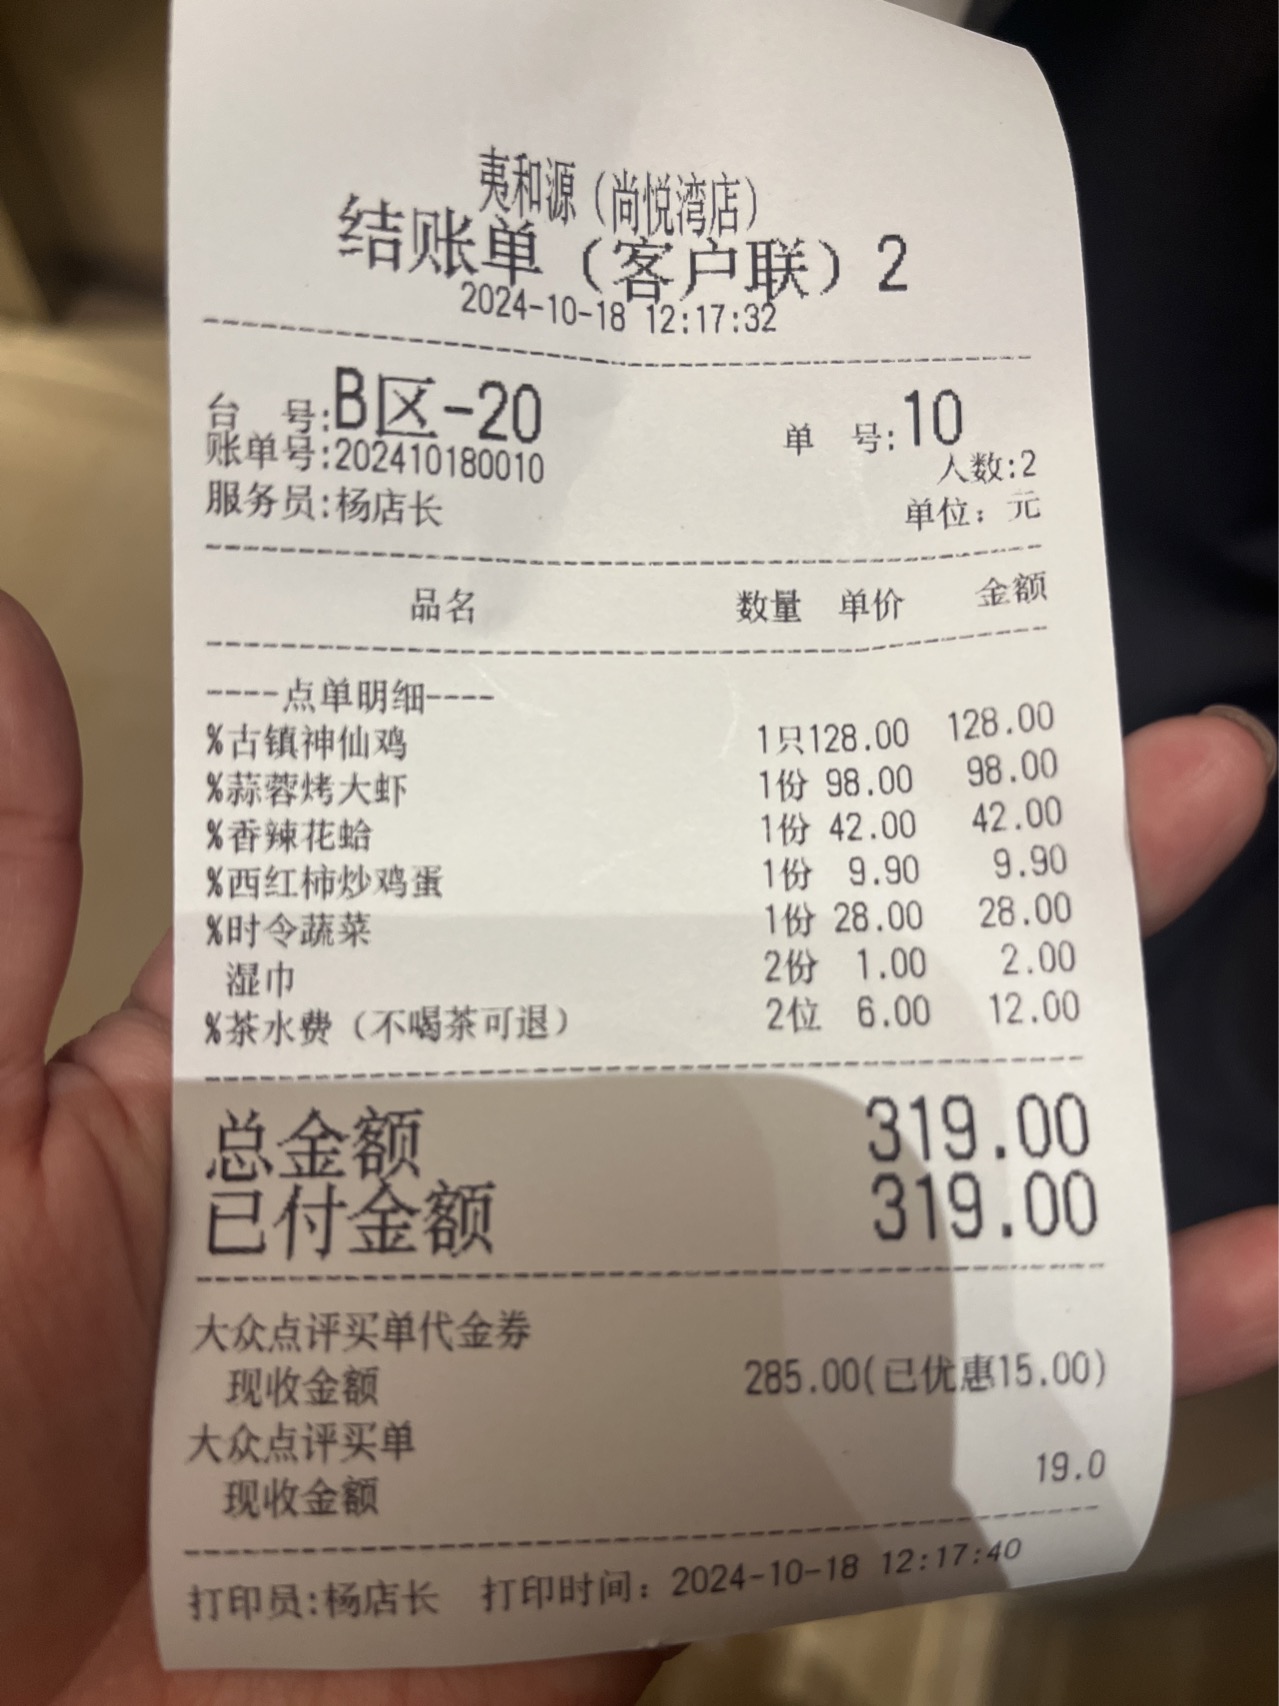 夷和源（尚悦湾店）
结账单（客户联）2
2024-10-18 12:17:32
台 号:B区-20 单 号:10
账单号:202410180010 人数:2
服务员:杨店长 单位：元
品名 数量 单价 金额
----点单明细----
%古镇神仙鸡 1只128.00 128.00
%蒜蓉烤大虾 1份 98.00 98.00
%香辣花蛤 1份 42.00 42.00
%西红柿炒鸡蛋 1份 9.90 9.90
%时令蔬菜 1份 28.00 28.00
湿巾 2份 1.00 2.00
%茶水费（不喝茶可退） 2位 6.00 12.00
总金额 319.00
已付金额 319.00
大众点评买单代金券
现收金额 285.00(已优惠15.00)
大众点评买单
现收金额 19.0
打印员:杨店长 打印时间：2024-10-18 12:17:40